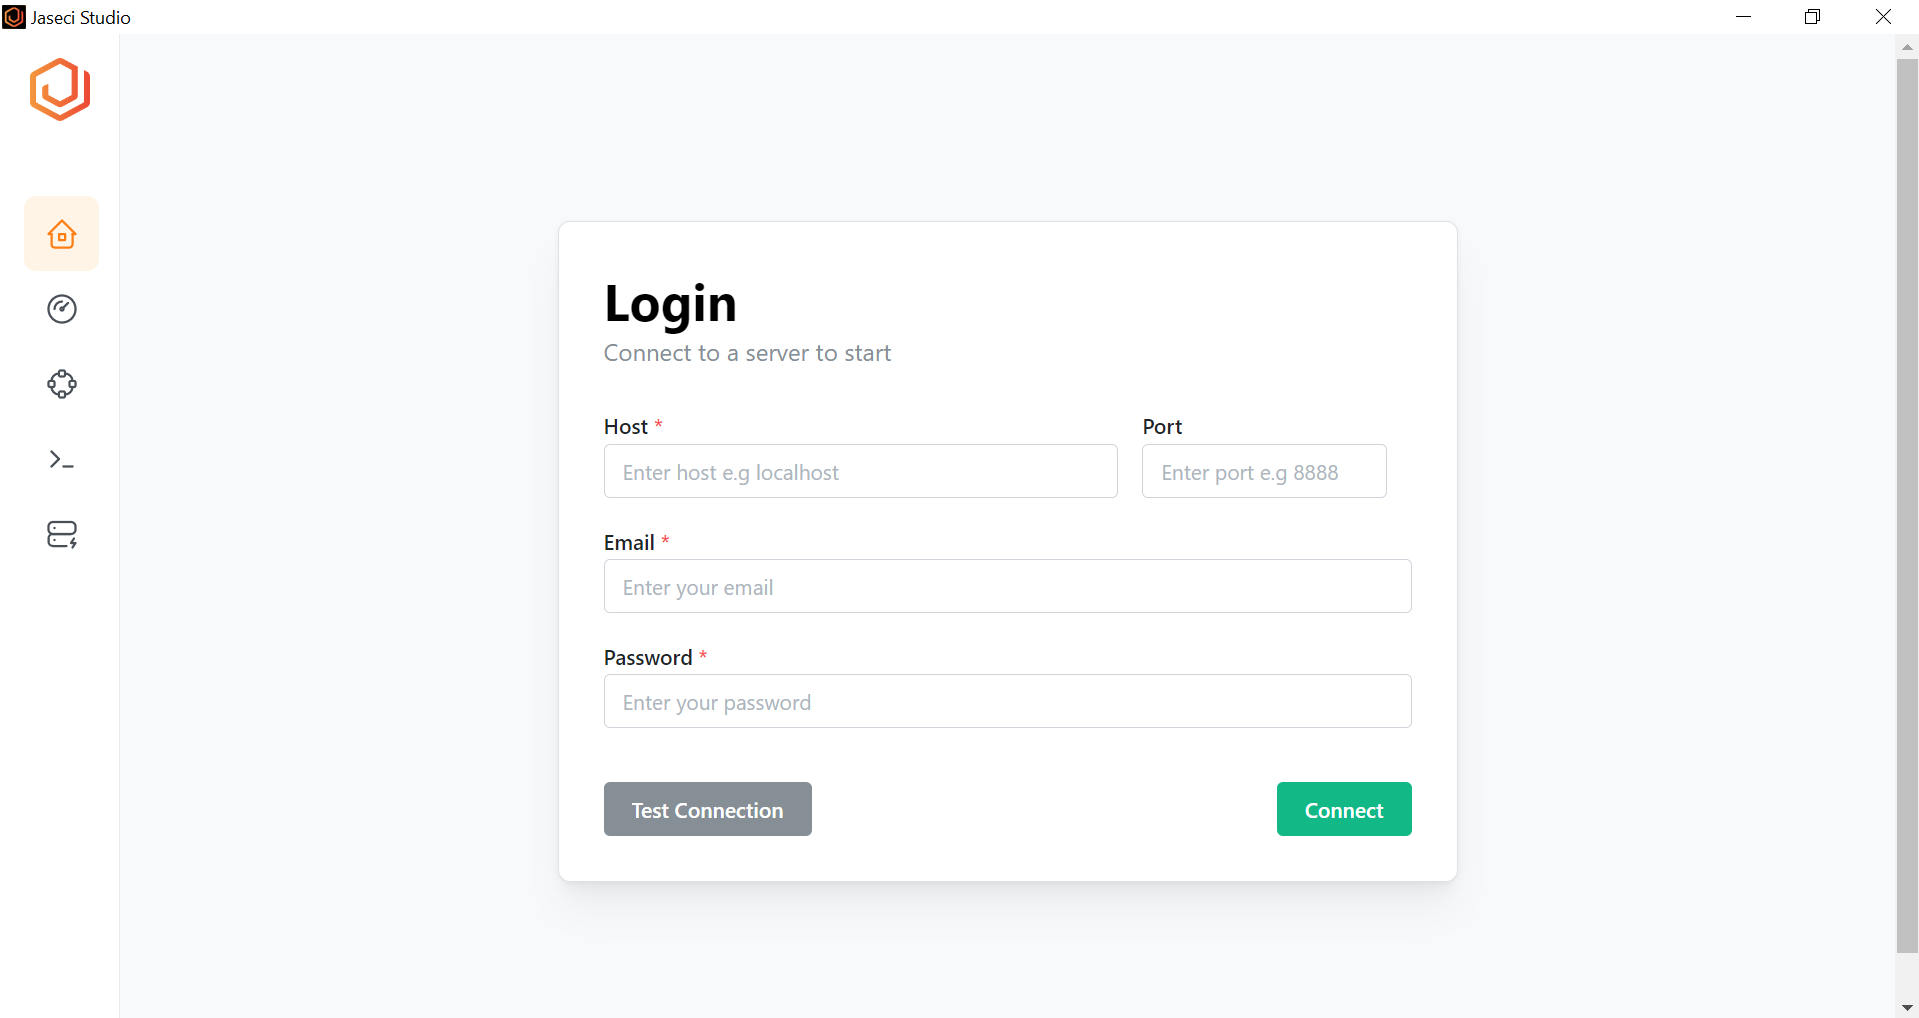 Jaseci Studio
Login
Connect to a server to start
Host *
Port
Enter host e.g localhost
Enter port e.g 8888
Email *
Enter your email
Password *
Enter your password
Test Connection
Connect